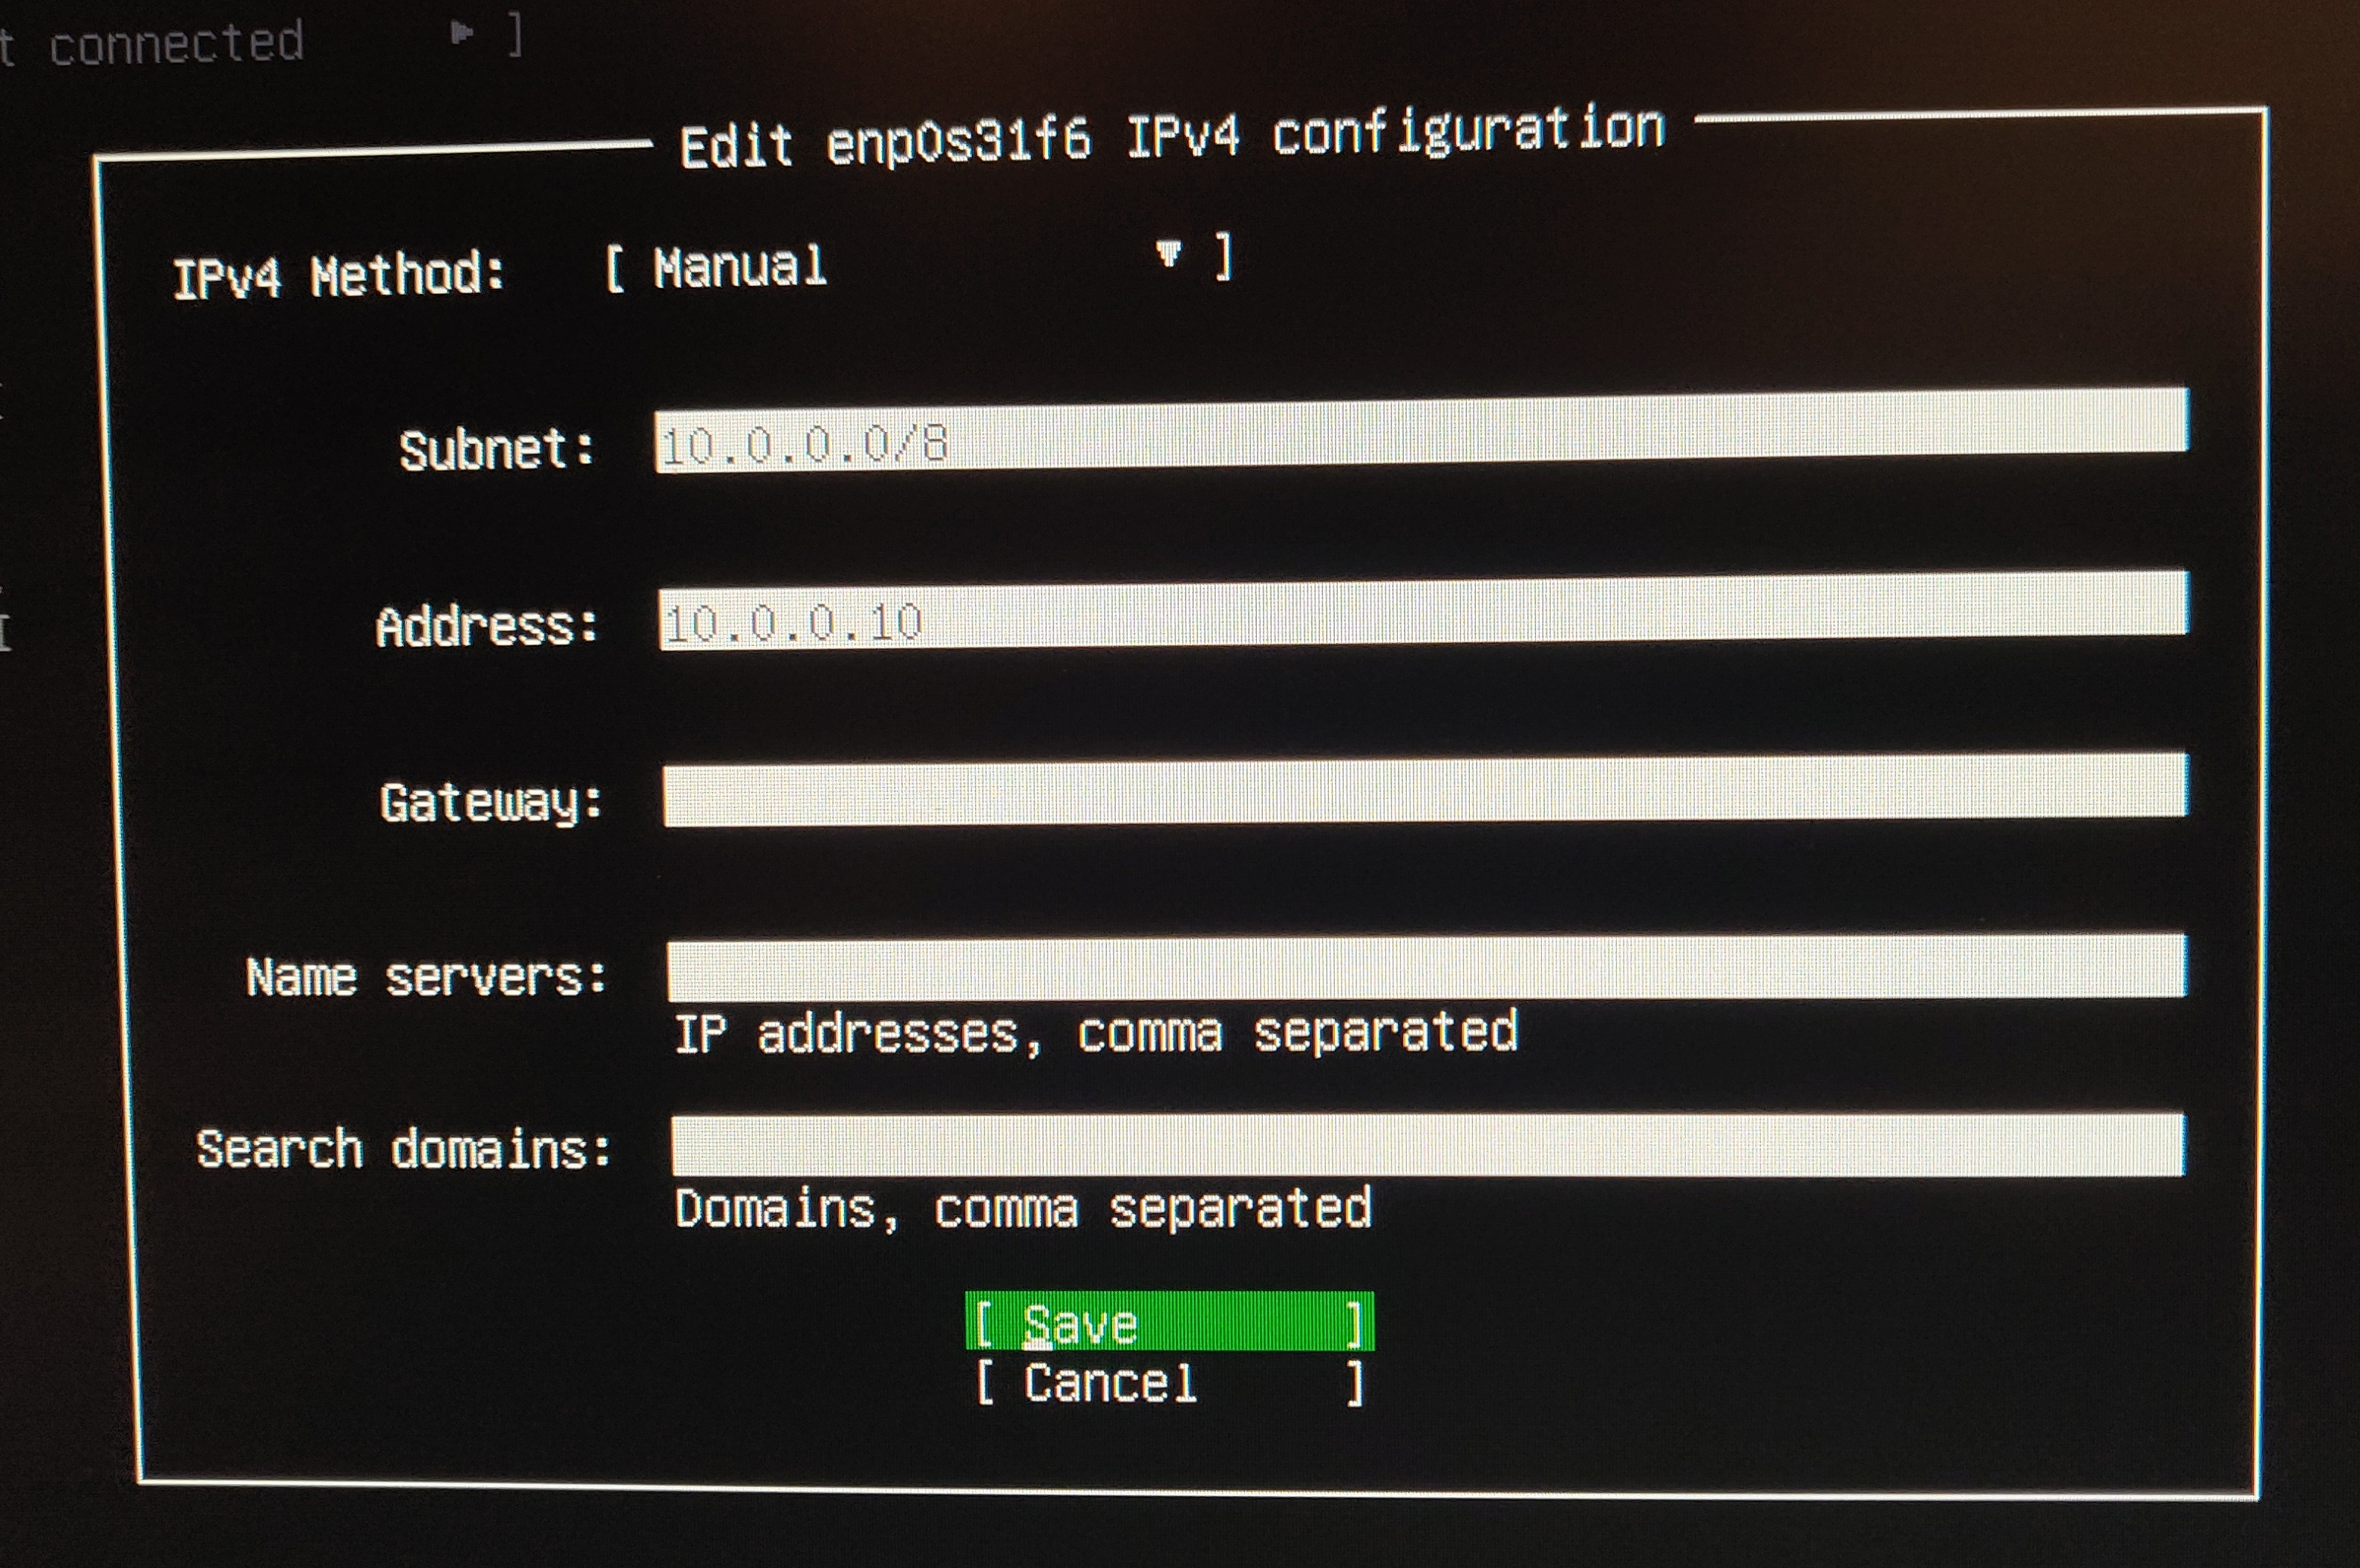 t connected ▸ ]
Edit enp0s31f6 IPv4 configuration
IPv4 Method: [ Manual ▾ ]
Subnet: 10.0.0.0/8
Address: 10.0.0.10
Gateway:
Name servers:
IP addresses, comma separated
Search domains:
Domains, comma separated
[ Save ]
[ Cancel ]